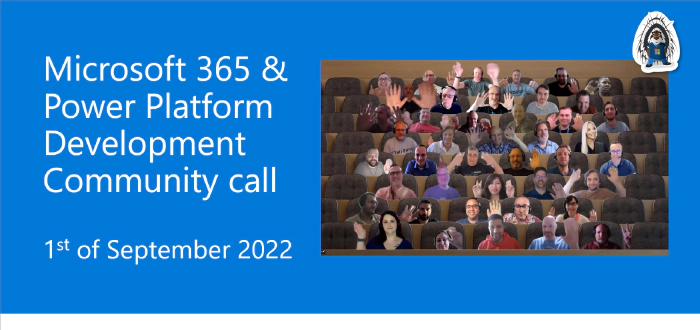 Microsoft 365 &
Power Platform
Development
Community call
1st of September 2022